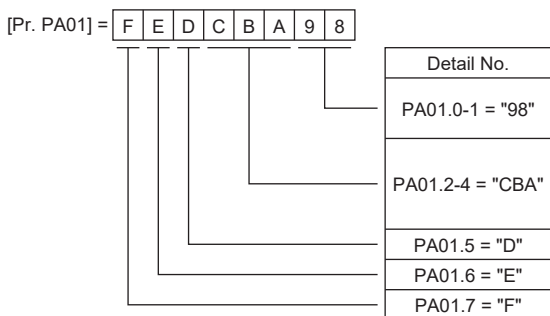 [Pr. PA01] = F E D C B A 9 8
Detail No.
PA01.0-1 = "98"
PA01.2-4 = "CBA"
PA01.5 = "D"
PA01.6 = "E"
PA01.7 = "F"